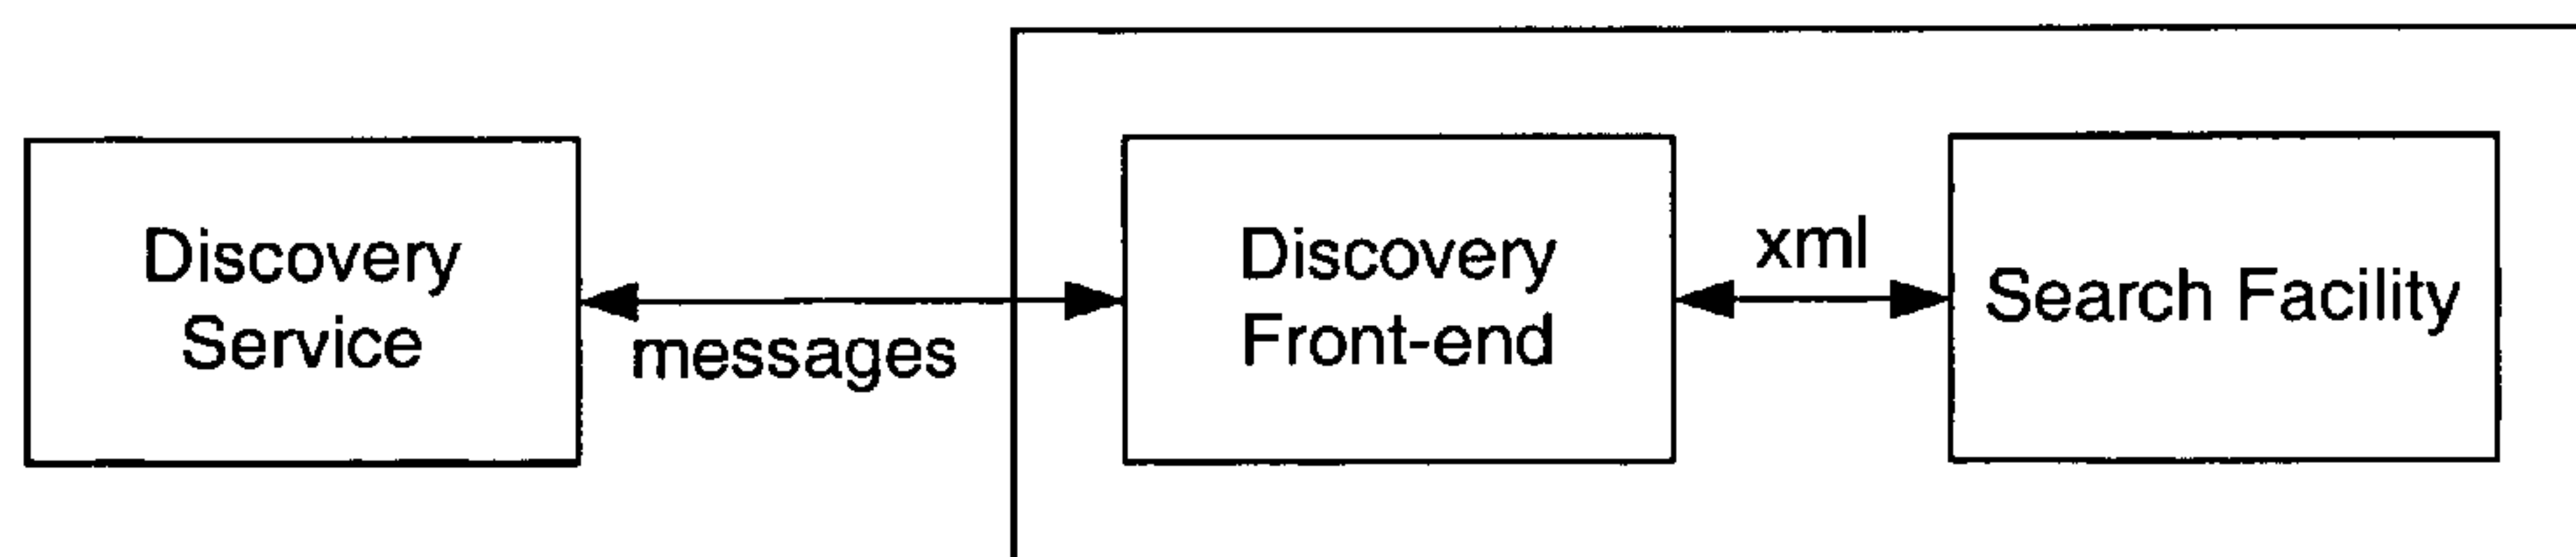 Discovery
Service
messages
Discovery
Front-end
xml
Search Facility